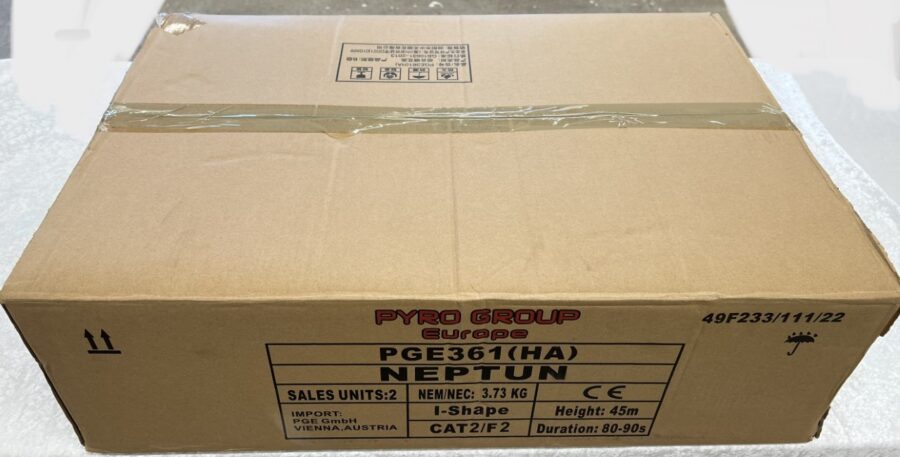 PYRO GROUP
Europe
49F233/111/22
PGE361(HA)
NEPTUN
SALES UNITS:2
NEM/NEC: 3.73 KG
CE
IMPORT:
PGE GmbH
VIENNA,AUSTRIA
I-Shape
Height: 45m
CAT2/F2
Duration: 80-90s